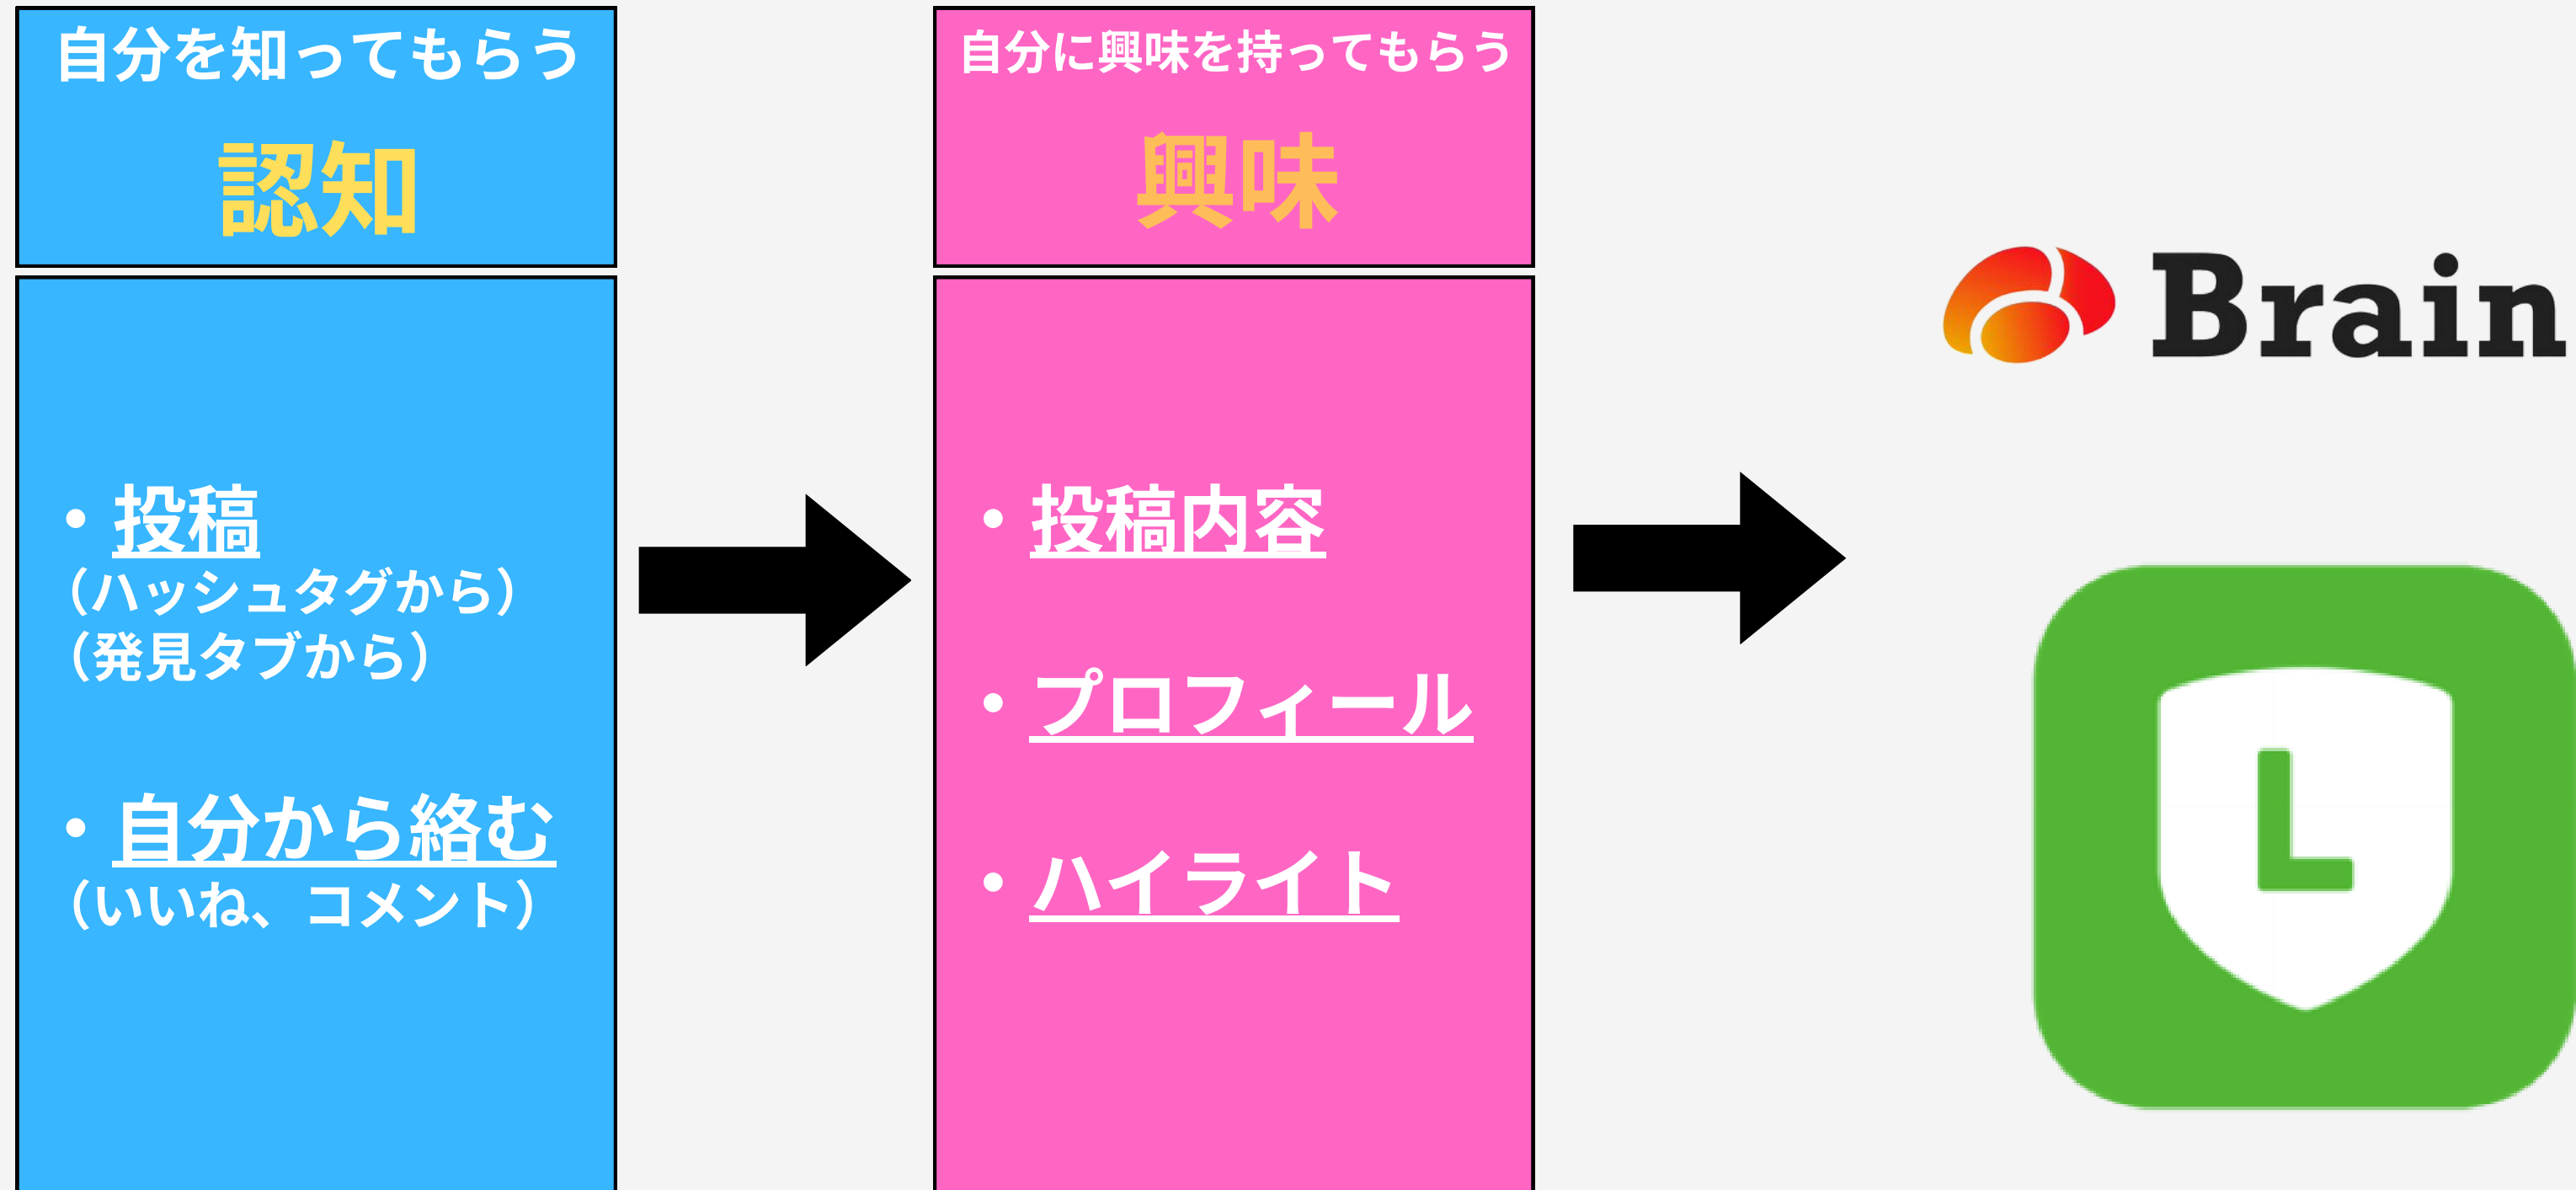 自分を知ってもらう
認知
・投稿
（ハッシュタグから）
（発見タブから）
・自分から絡む
（いいね、コメント）
自分に興味を持ってもらう
興味
・投稿内容
・プロフィール
・ハイライト
Brain
L